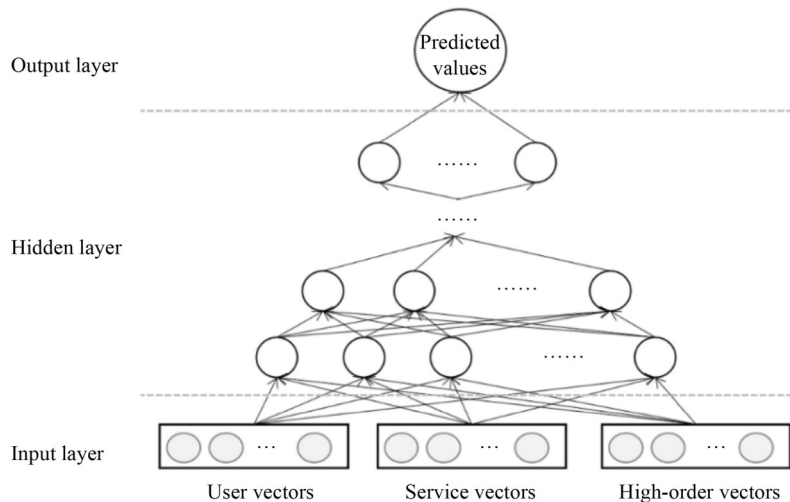 Output layer
Predicted
values
......
......
Hidden layer
......
......
Input layer
...
...
...
User vectors
Service vectors
High-order vectors